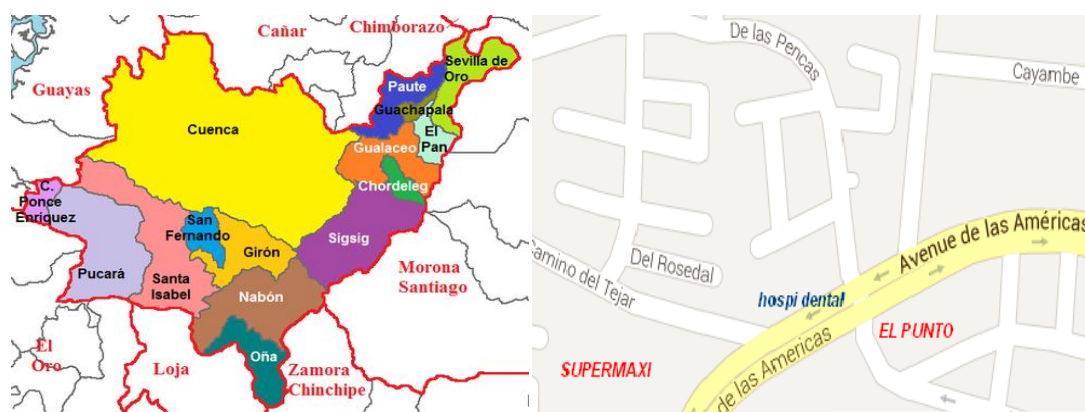 Chimborazo
Cañar
Sevilla de
Oro
Paute
Guayas
Guachapala
Cuenca
El
Pan
Gualaceo
Chordeleg
C.
Ponce
Enriquez
San
Fernando
Sigsig
Girón
Pucará
Santa
Isabel
Morona
Santiago
Nabón
El
Oro
Loja
Oña
Zamora
Chinchipe
De las Pencas
Cayambe
Avenue de las Américas
Del Rosedal
Camino del Tejar
hospi dental
EL PUNTO
SUPERMAXI
de las Americas